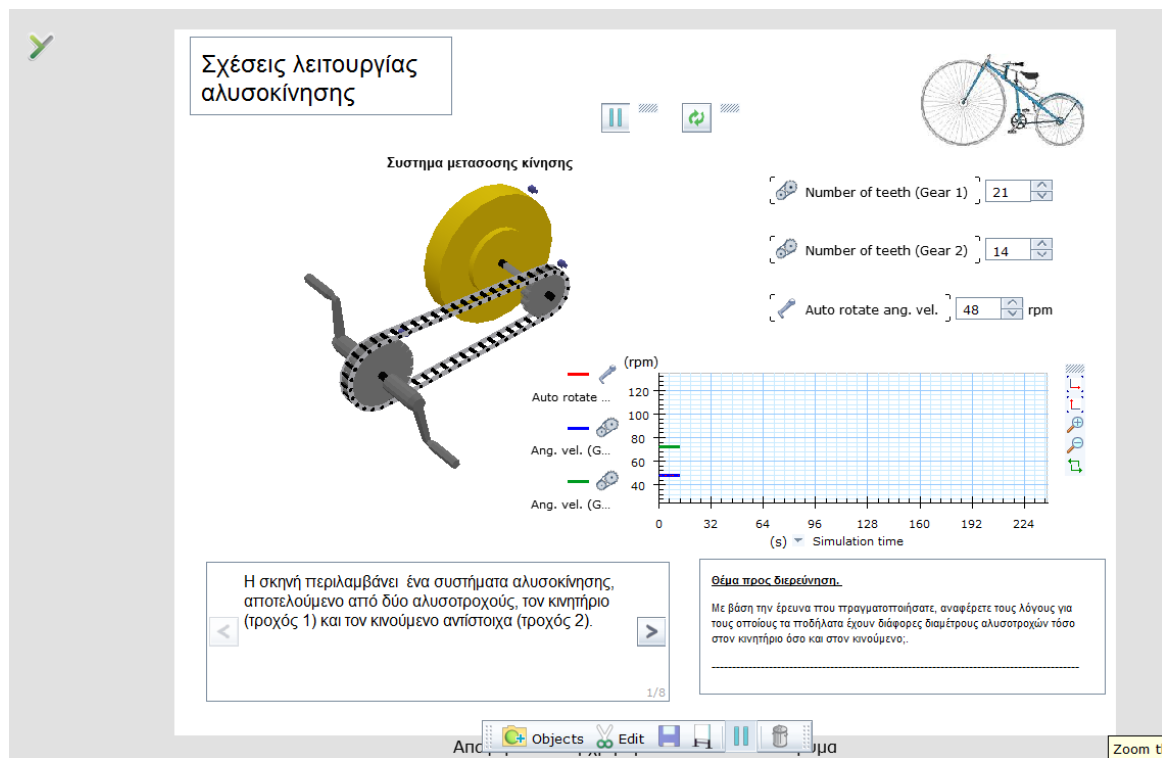 Σχέσεις λειτουργίας
αλυσοκίνησης
Συστημα μετασοσης κίνησης
Number of teeth (Gear 1) 21
Number of teeth (Gear 2) 14
Auto rotate ang. vel. 48 rpm
(rpm)
Auto rotate ...
Ang. vel. (G...
Ang. vel. (G...
120
100
80
60
40
0 32 64 96 128 160 192 224
(s) Simulation time
Η σκηνή περιλαμβάνει ένα συστήματα αλυσοκίνησης,
αποτελούμενο από δύο αλυσοτροχούς, τον κινητήριο
(τροχός 1) και τον κινούμενο αντίστοιχα (τροχός 2).
< >
1/8
Θέμα προς διερεύνηση.
Με βάση την έρευνα που πραγματοποιήσατε, αναφέρετε τους λόγους για
τους οποίους τα ποδήλατα έχουν διάφορες διαμέτρους αλυσοτροχών τόσο
στον κινητήριο όσο και στον κινούμενο;.
Objects Edit
Zoom